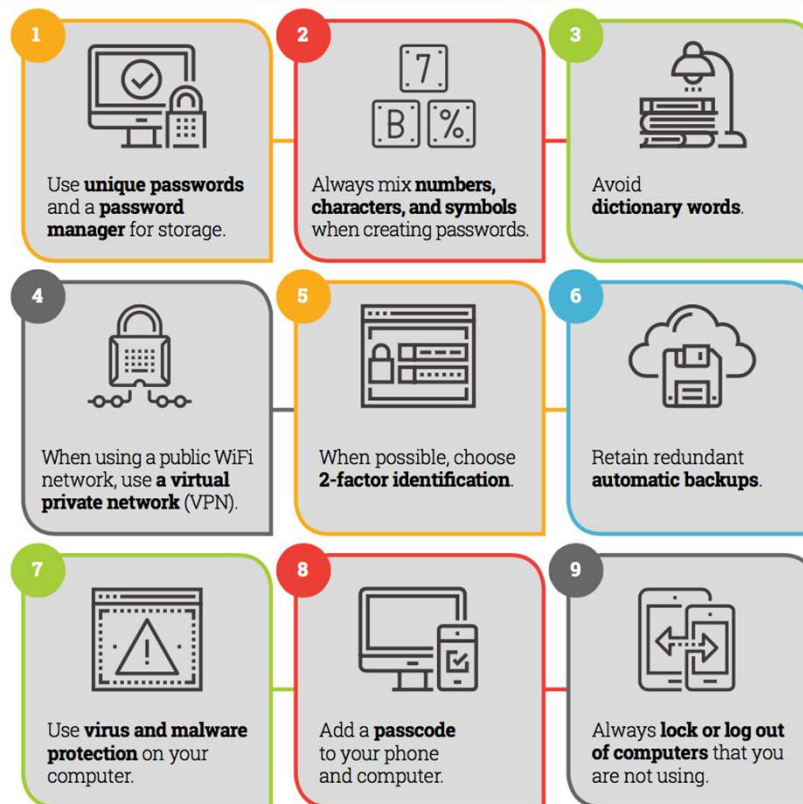 1
Use unique passwords
and a password
manager for storage.
2
7
B %
Always mix numbers,
characters, and symbols
when creating passwords.
3
Avoid
dictionary words.
4
When using a public WiFi
network, use a virtual
private network (VPN).
5
When possible, choose
2-factor identification.
6
Retain redundant
automatic backups.
7
!
Use virus and malware
protection on your
computer.
8
Add a passcode
to your phone
and computer.
9
Always lock or log out
of computers that you
are not using.